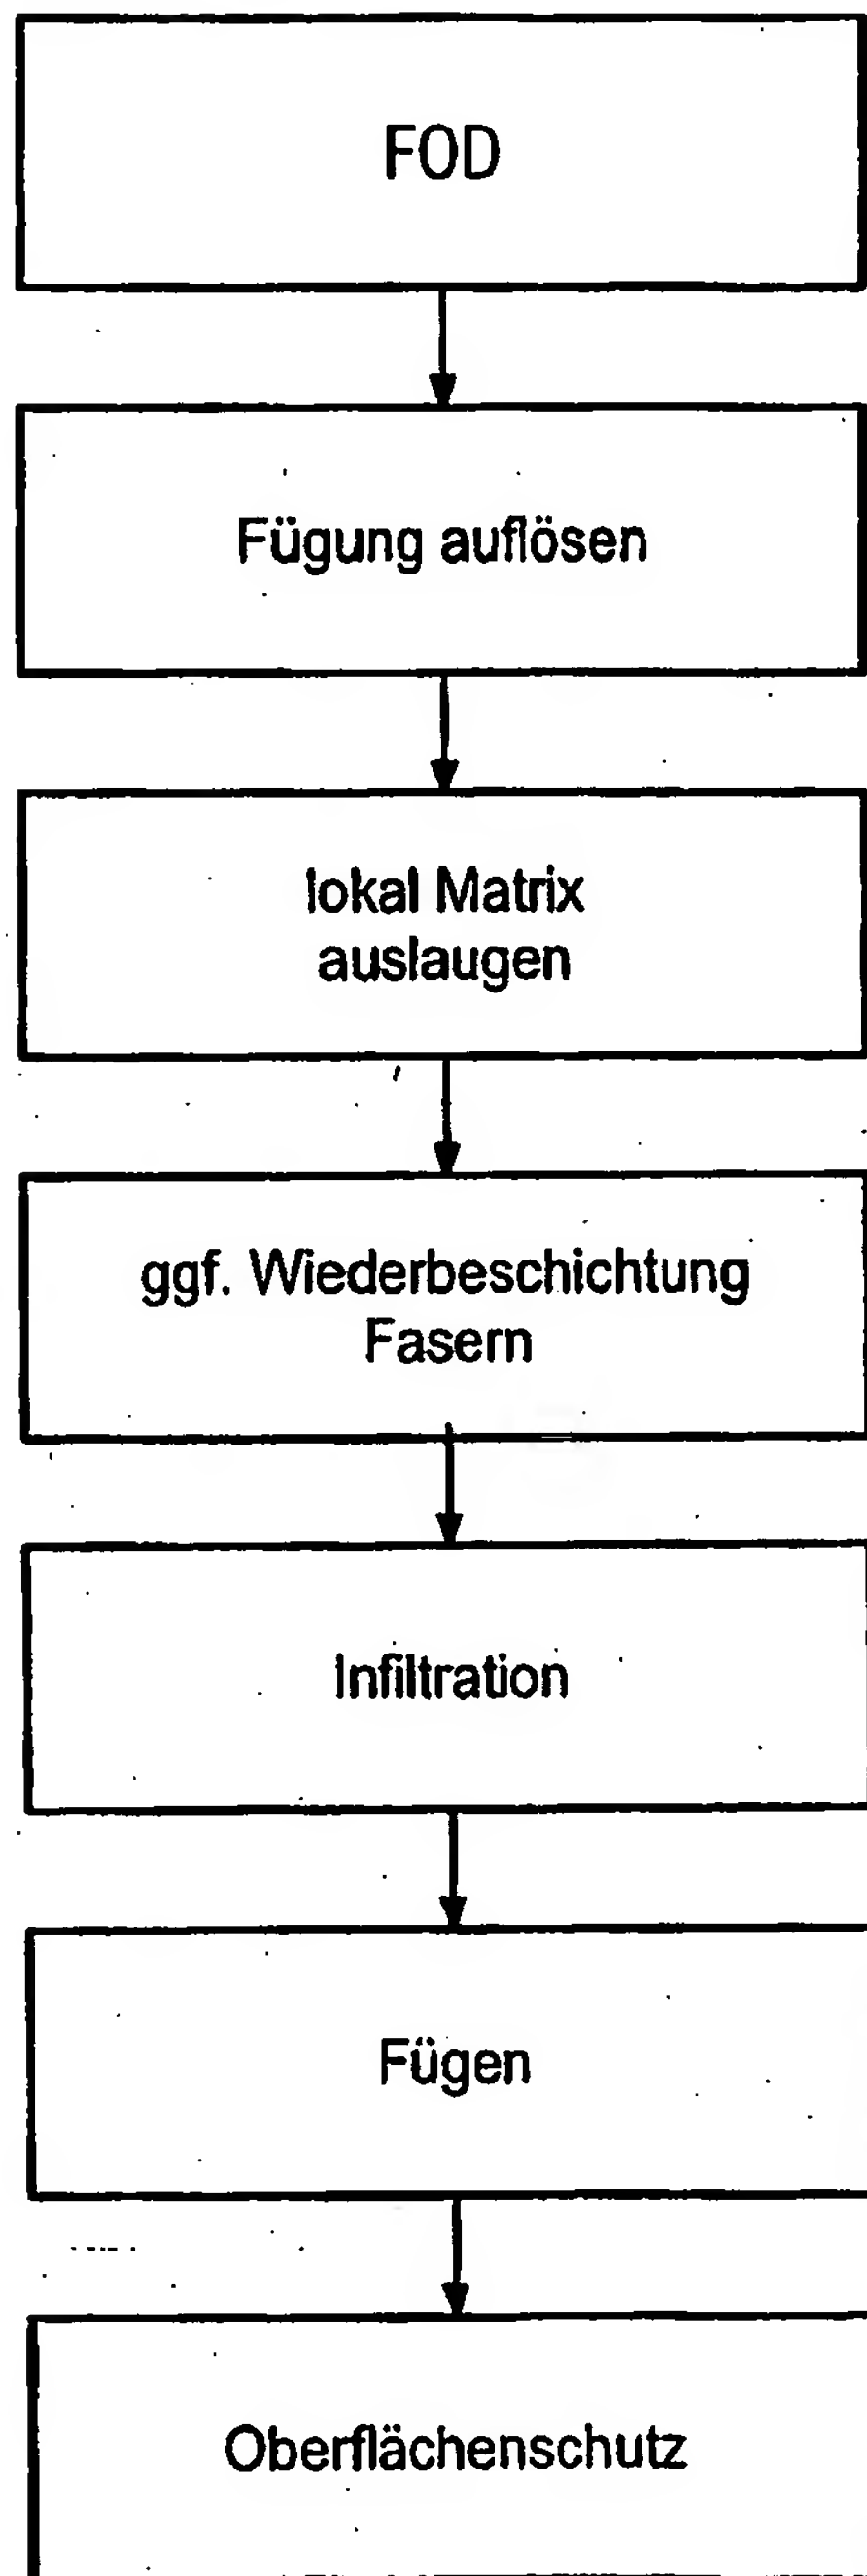 FOD
Fügung auflösen
lokal Matrix
auslaugen
ggf. Wiederbeschichtung
Fasern
Infiltration
Fügen
Oberflächenschutz